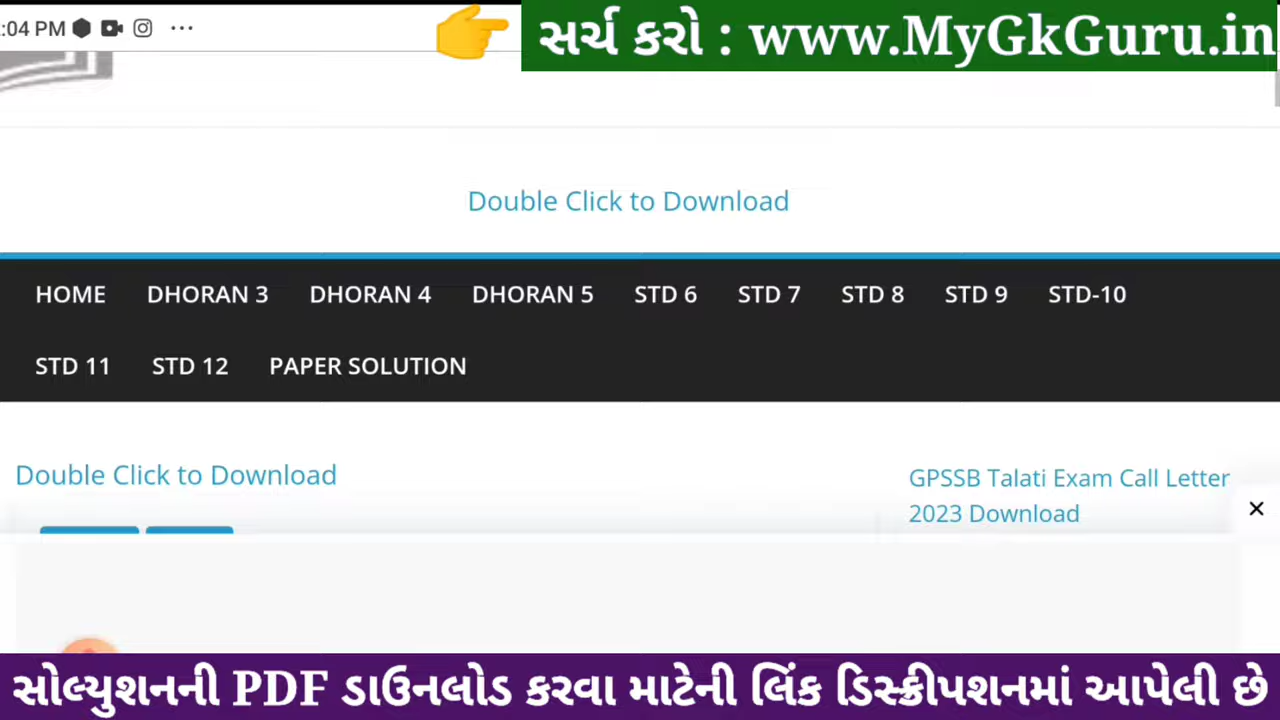 :04 PM
સર્ચ કરો : www.MyGkGuru.in
Double Click to Download
HOME DHORAN 3 DHORAN 4 DHORAN 5 STD 6 STD 7 STD 8 STD 9 STD-10
STD 11 STD 12 PAPER SOLUTION
Double Click to Download
GPSSB Talati Exam Call Letter
2023 Download
સોલ્યુશનની PDF ડાઉનલોડ કરવા માટેની લિંક ડિસ્ક્રીપશનમાં આપેલી છે